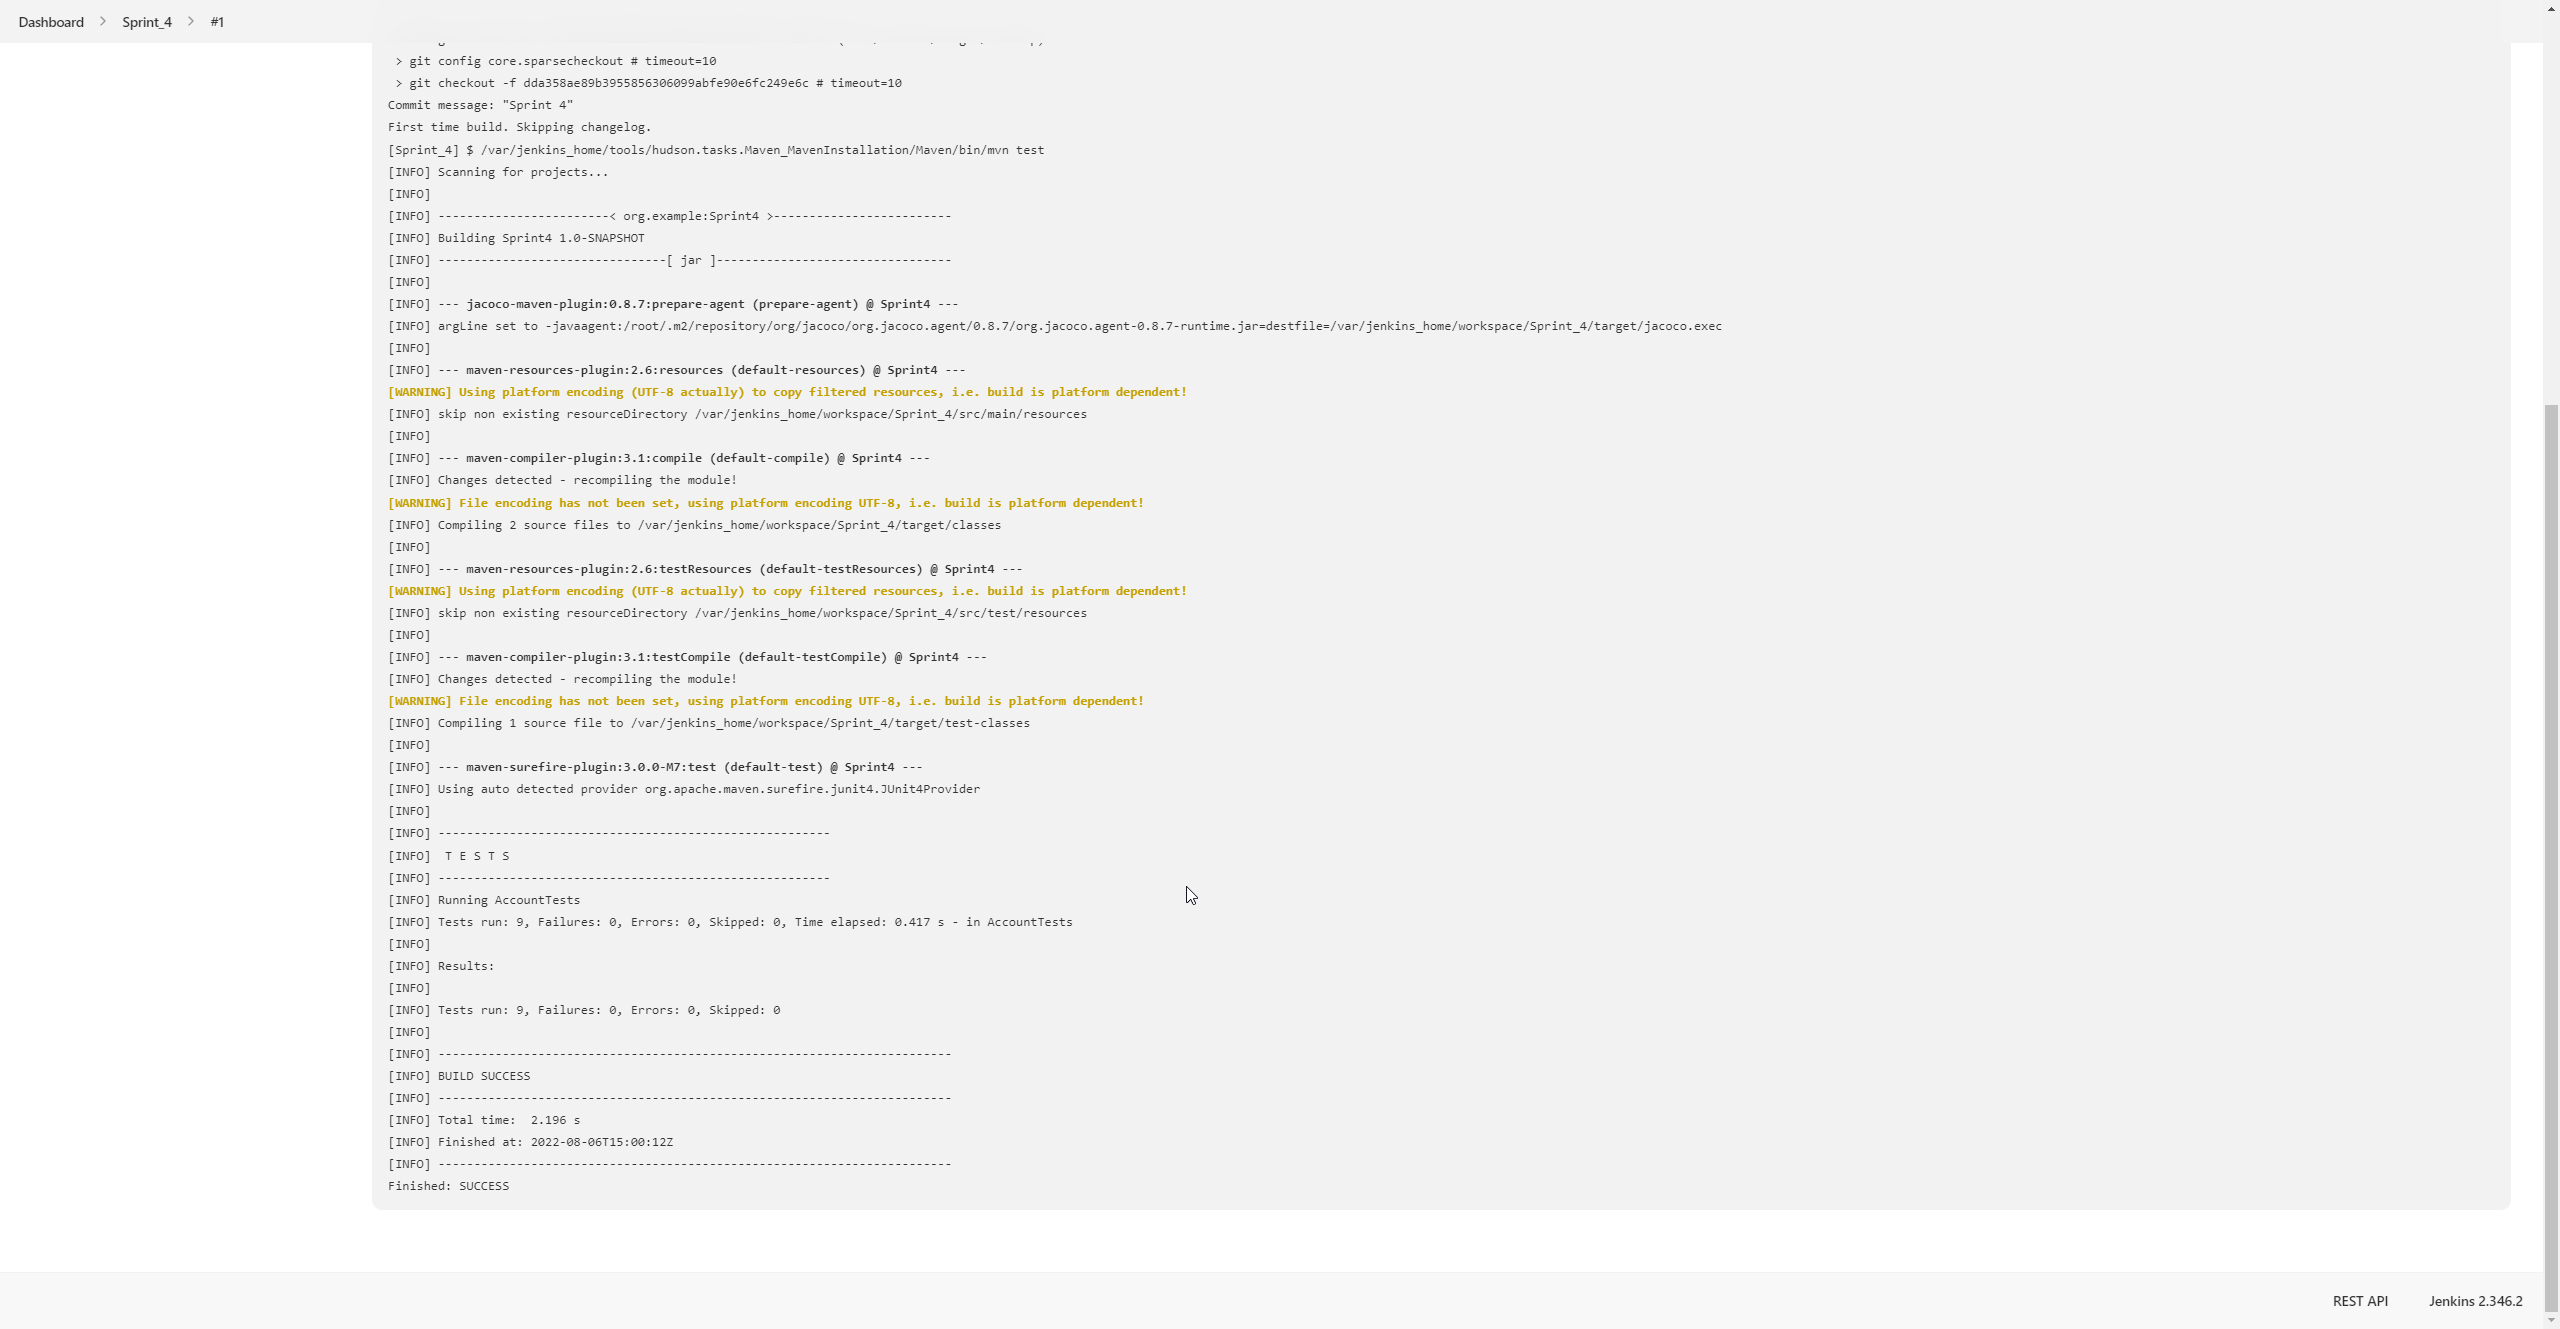 Dashboard > Sprint_4 > #1
> git config core.sparsecheckout # timeout=10
> git checkout -f dda358ae89b3955856306099abfe90e6fc249e6c # timeout=10
Commit message: "Sprint 4"
First time build. Skipping changelog.
[Sprint_4] $ /var/jenkins_home/tools/hudson.tasks.Maven_MavenInstallation/Maven/bin/mvn test
[INFO] Scanning for projects...
[INFO]
[INFO] ------------------------< org.example:Sprint4 >-------------------------
[INFO] Building Sprint4 1.0-SNAPSHOT
[INFO] --------------------------------[ jar ]---------------------------------
[INFO]
[INFO] --- jacoco-maven-plugin:0.8.7:prepare-agent (prepare-agent) @ Sprint4 ---
[INFO] argLine set to -javaagent:/root/.m2/repository/org/jacoco/org.jacoco.agent/0.8.7/org.jacoco.agent-0.8.7-runtime.jar=destfile=/var/jenkins_home/workspace/Sprint_4/target/jacoco.exec
[INFO]
[INFO] --- maven-resources-plugin:2.6:resources (default-resources) @ Sprint4 ---
[WARNING] Using platform encoding (UTF-8 actually) to copy filtered resources, i.e. build is platform dependent!
[INFO] skip non existing resourceDirectory /var/jenkins_home/workspace/Sprint_4/src/main/resources
[INFO]
[INFO] --- maven-compiler-plugin:3.1:compile (default-compile) @ Sprint4 ---
[INFO] Changes detected - recompiling the module!
[WARNING] File encoding has not been set, using platform encoding UTF-8, i.e. build is platform dependent!
[INFO] Compiling 2 source files to /var/jenkins_home/workspace/Sprint_4/target/classes
[INFO]
[INFO] --- maven-resources-plugin:2.6:testResources (default-testResources) @ Sprint4 ---
[WARNING] Using platform encoding (UTF-8 actually) to copy filtered resources, i.e. build is platform dependent!
[INFO] skip non existing resourceDirectory /var/jenkins_home/workspace/Sprint_4/src/test/resources
[INFO]
[INFO] --- maven-compiler-plugin:3.1:testCompile (default-testCompile) @ Sprint4 ---
[INFO] Changes detected - recompiling the module!
[WARNING] File encoding has not been set, using platform encoding UTF-8, i.e. build is platform dependent!
[INFO] Compiling 1 source file to /var/jenkins_home/workspace/Sprint_4/target/test-classes
[INFO]
[INFO] --- maven-surefire-plugin:3.0.0-M7:test (default-test) @ Sprint4 ---
[INFO] Using auto detected provider org.apache.maven.surefire.junit4.JUnit4Provider
[INFO]
[INFO] -------------------------------------------------------
[INFO]  T E S T S
[INFO] -------------------------------------------------------
[INFO] Running AccountTests
[INFO] Tests run: 9, Failures: 0, Errors: 0, Skipped: 0, Time elapsed: 0.417 s - in AccountTests
[INFO]
[INFO] Results:
[INFO]
[INFO] Tests run: 9, Failures: 0, Errors: 0, Skipped: 0
[INFO]
[INFO] ------------------------------------------------------------------------
[INFO] BUILD SUCCESS
[INFO] ------------------------------------------------------------------------
[INFO] Total time:  2.196 s
[INFO] Finished at: 2022-08-06T15:00:12Z
[INFO] ------------------------------------------------------------------------
Finished: SUCCESS
REST API
Jenkins 2.346.2